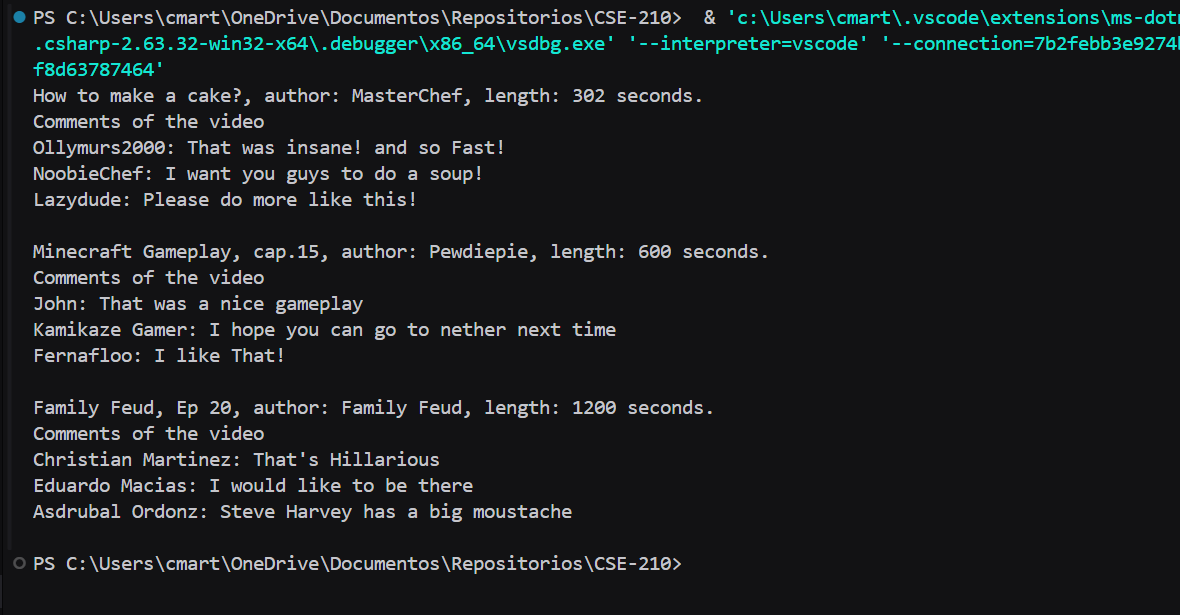 PS C:\Users\cmart\OneDrive\Documentos\Repositorios\CSE-210>  & 'c:\Users\cmart\.vscode\extensions\ms-dotn
.csharp-2.63.32-win32-x64\.debugger\x86_64\vsdbg.exe' '--interpreter=vscode' '--connection=7b2febb3e9274
f8d63787464'
How to make a cake?, author: MasterChef, length: 302 seconds.
Comments of the video
Ollymurs2000: That was insane! and so Fast!
NoobieChef: I want you guys to do a soup!
Lazydude: Please do more like this!
Minecraft Gameplay, cap.15, author: Pewdiepie, length: 600 seconds.
Comments of the video
John: That was a nice gameplay
Kamikaze Gamer: I hope you can go to nether next time
Fernafloo: I like That!
Family Feud, Ep 20, author: Family Feud, length: 1200 seconds.
Comments of the video
Christian Martinez: That's Hillarious
Eduardo Macias: I would like to be there
Asdrubal Ordonz: Steve Harvey has a big moustache
PS C:\Users\cmart\OneDrive\Documentos\Repositorios\CSE-210>